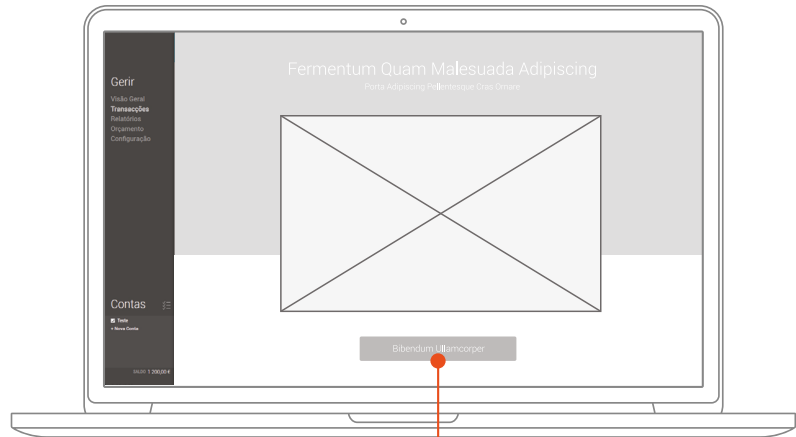 Gerir
Visão Geral
Transacções
Relatórios
Orçamento
Configuração
Contas
Teste
+ Nova Conta
SALDO 1 200,00 €
Fermentum Quam Malesuada Adipiscing
Porta Adipiscing Pellentesque Cras Ornare
Bibendum Ullamcorper